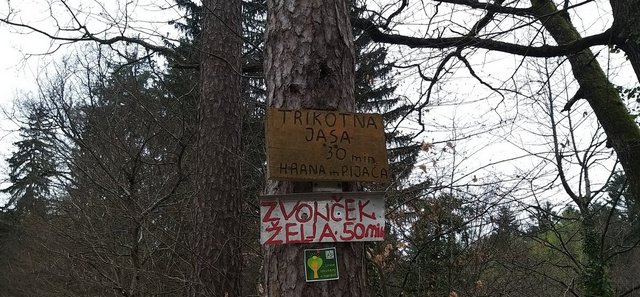 TRIKOTNA
JASA
30 min
HRANA in PIJAČA
ZVONČEK
ŽELJA 50 min